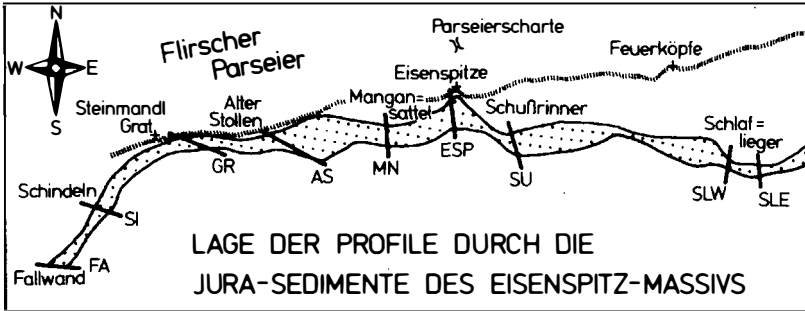 N
W E
S
Flirscher
Parseier
Parseierscharte
Eisenspitze
Feuerköpfe
Steinmandl
Grat
Alter
Stollen
Mangan=
sattel
Schußrinner
Schlaf=
lieger
GR
AS
MN
ESP
SU
SLW
SLE
Schindeln
SI
Fallwand
FA
LAGE DER PROFILE DURCH DIE
JURA-SEDIMENTE DES EISENSPITZ-MASSIVS